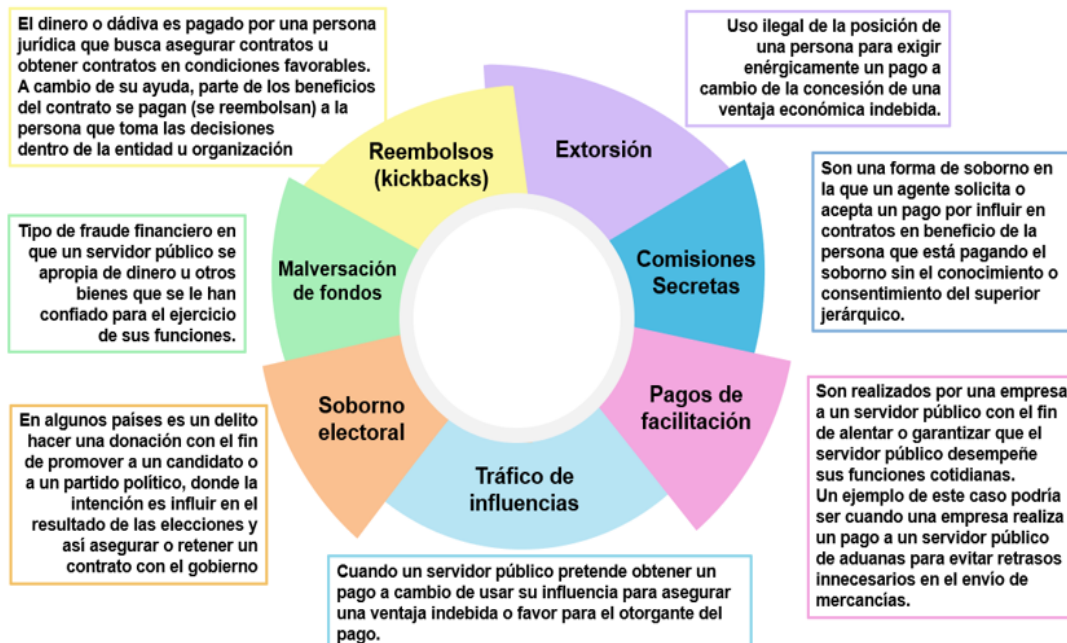 El dinero o dádiva es pagado por una persona
jurídica que busca asegurar contratos u
obtener contratos en condiciones favorables.
A cambio de su ayuda, parte de los beneficios
del contrato se pagan (se reembolsan) a la
persona que toma las decisiones
dentro de la entidad u organización
Uso ilegal de la posición de
una persona para exigir
enérgicamente un pago a
cambio de la concesión de una
ventaja económica indebida.
Reembolsos
(kickbacks)
Extorsión
Son una forma de soborno en
la que un agente solicita o
acepta un pago por influir en
contratos en beneficio de la
persona que está pagando el
soborno sin el conocimiento o
consentimiento del superior
jerárquico.
Tipo de fraude financiero en
que un servidor público se
apropia de dinero u otros
bienes que se le han
confiado para el ejercicio
de sus funciones.
Malversación
de fondos
Comisiones
Secretas
Soborno
electoral
Pagos de
facilitación
Tráfico de
influencias
En algunos países es un delito
hacer una donación con el fin
de promover a un candidato o
a un partido político, donde la
intención es influir en el
resultado de las elecciones y
así asegurar o retener un
contrato con el gobierno
Son realizados por una empresa
a un servidor público con el fin
de alentar o garantizar que el
servidor público desempeñe
sus funciones cotidianas.
Un ejemplo de este caso podría
ser cuando una empresa realiza
un pago a un servidor público
de aduanas para evitar retrasos
innecesarios en el envío de
mercancías.
Cuando un servidor público pretende obtener un
pago a cambio de usar su influencia para asegurar
una ventaja indebida o favor para el otorgante del
pago.